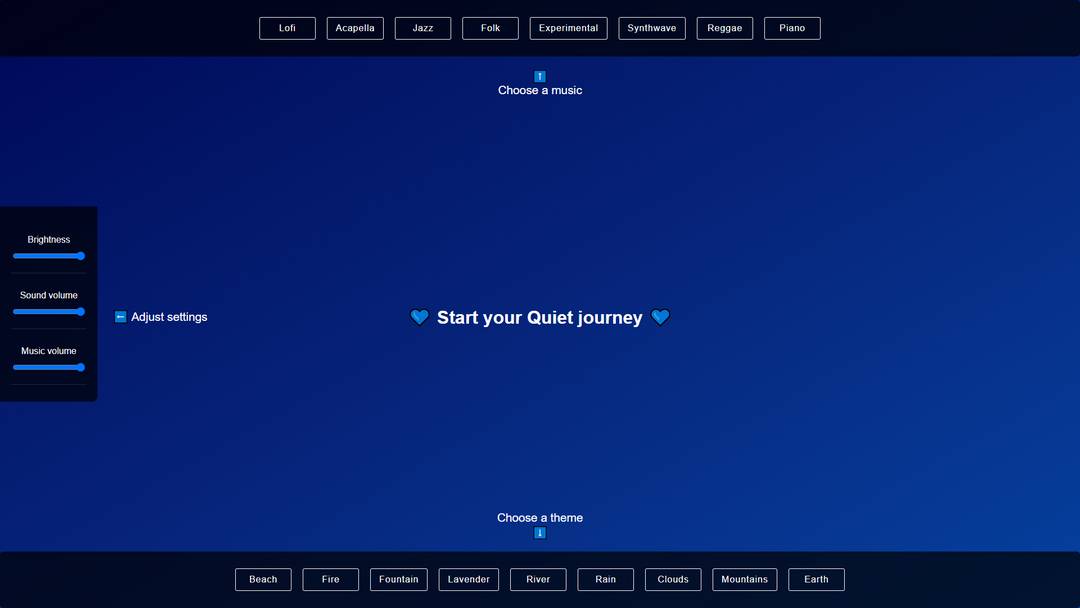 Lofi Acapella Jazz Folk Experimental Synthwave Reggae Piano
Choose a music
Brightness
Sound volume
Music volume
Adjust settings
Start your Quiet journey
Choose a theme
Beach Fire Fountain Lavender River Rain Clouds Mountains Earth